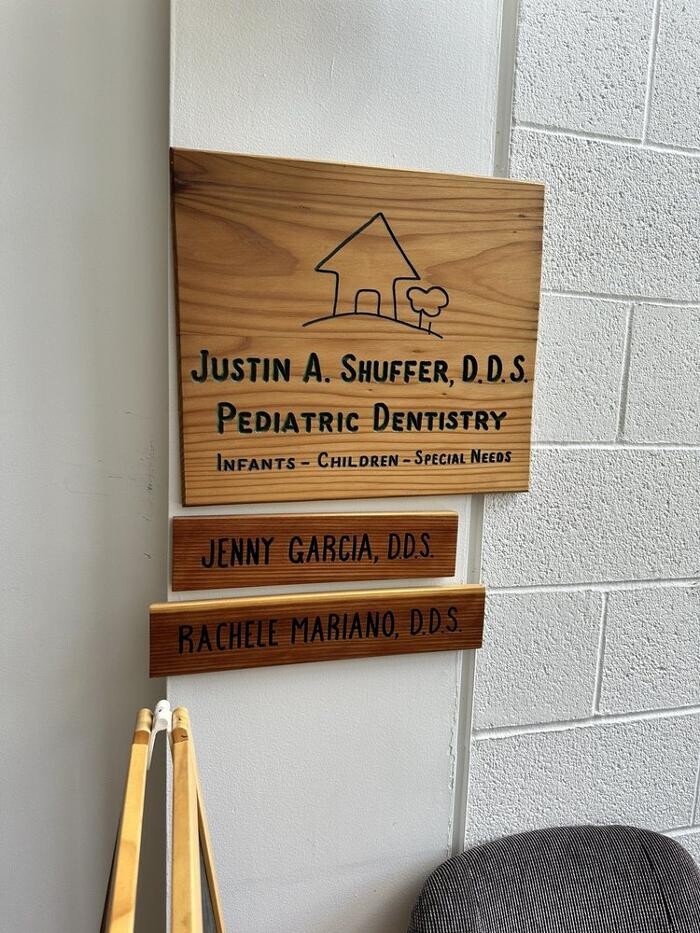 JUSTIN A. SHUFFER, D.D.S.
PEDIATRIC DENTISTRY
INFANTS - CHILDREN - SPECIAL NEEDS
JENNY GARCIA, D.D.S.
RACHELE MARIANO, D.D.S.